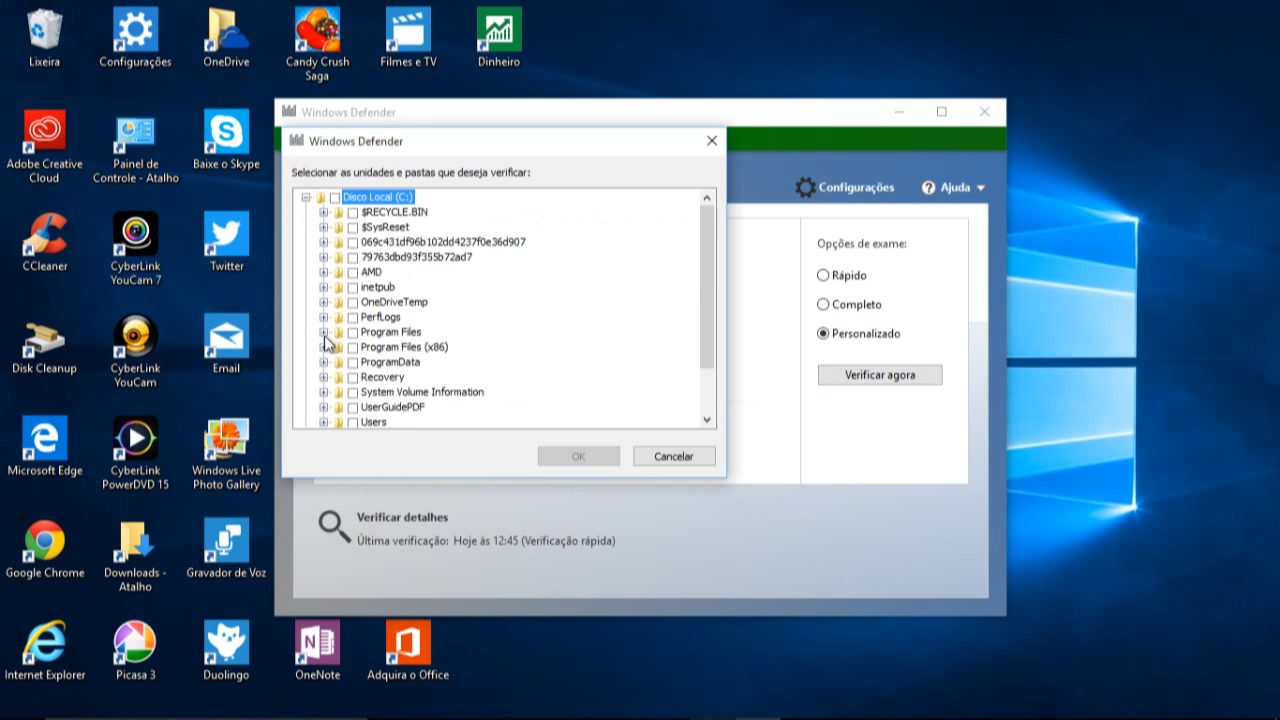 Lixeira
Configurações
OneDrive
Candy Crush
Saga
Filmes e TV
Dinheiro
Adobe Creative
Cloud
Painel de
Controle - Atalho
Baixe o Skype
CCleaner
CyberLink
YouCam 7
Twitter
Disk Cleanup
CyberLink
YouCam
Email
Microsoft Edge
CyberLink
PowerDVD 15
Windows Live
Photo Gallery
Google Chrome
Downloads -
Atalho
Gravador de Voz
Internet Explorer
Picasa 3
Duolingo
OneNote
Adquira o Office
Windows Defender
Windows Defender
Selecionar as unidades e pastas que deseja verificar:
Disco Local (C:)
$RECYCLE.BIN
$SysReset
069c431df96b102dd4237f0e36d907
79763dbd93f355b72ad7
AMD
inetpub
OneDriveTemp
PerfLogs
Program Files
Program Files (x86)
ProgramData
Recovery
System Volume Information
UserGuidePDF
Users
OK
Cancelar
Configurações
Ajuda
Opções de exame:
Rápido
Completo
Personalizado
Verificar agora
Verificar detalhes
Última verificação: Hoje às 12:45 (Verificação rápida)